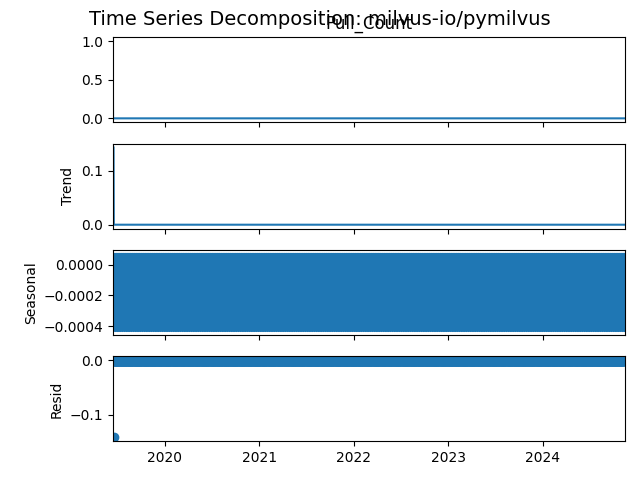 Time Series Decomposition: milvus-io/pymilvus
Pull_Count
1.0
0.5
0.0
Trend
0.1
0.0
Seasonal
0.0000
−0.0002
−0.0004
Resid
0.0
−0.1
2020 2021 2022 2023 2024